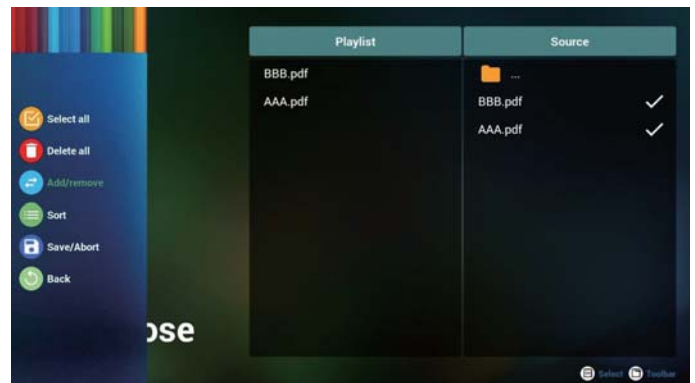 Playlist
Source
BBB.pdf
AAA.pdf
...
BBB.pdf
AAA.pdf
Select all
Delete all
Add/remove
Sort
Save/Abort
Back
ose
Select
Toolbar